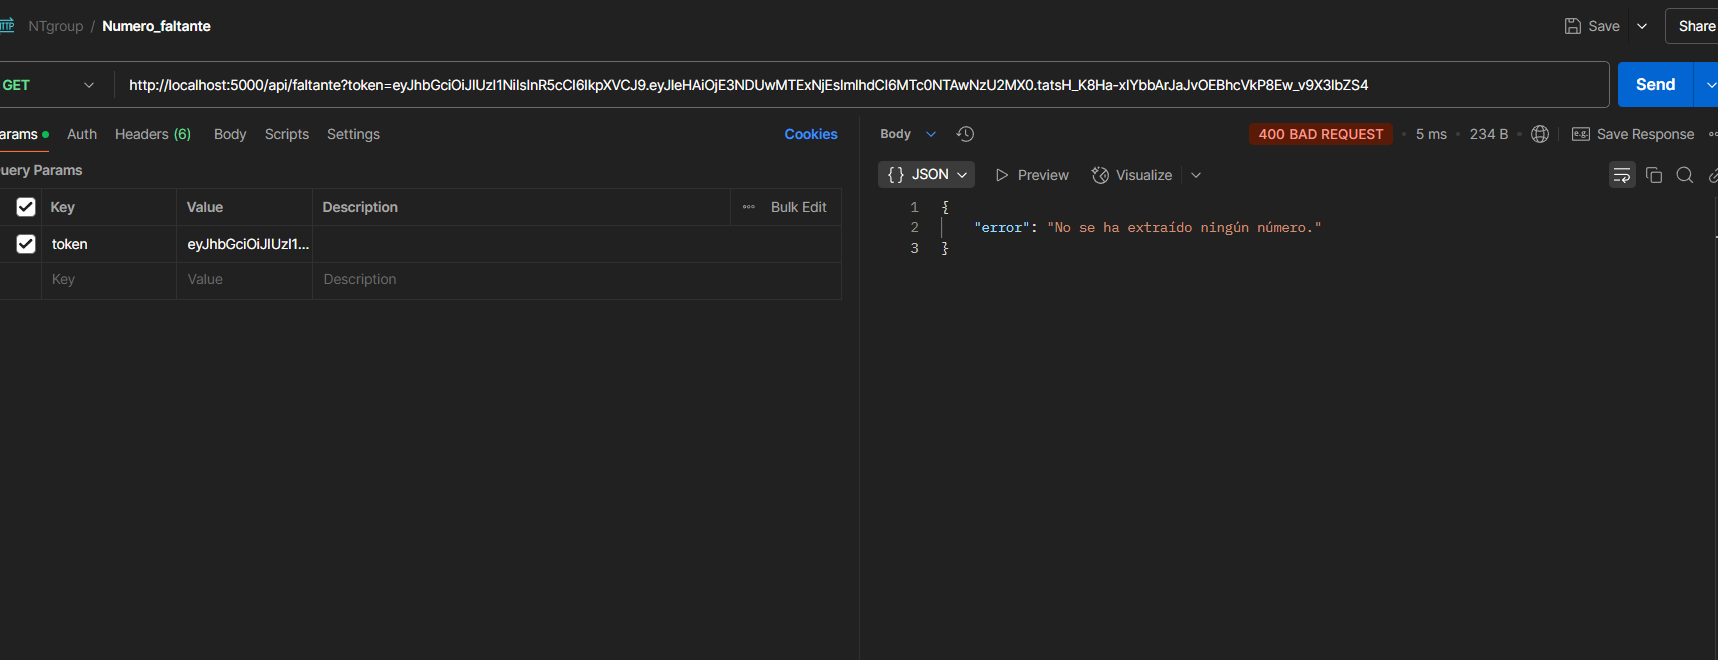 HTTP NTgroup / Numero_faltante
Save
Share
GET
http://localhost:5000/api/faltante?token=eyJhbGciOiJIUzI1NiIsInR5cCI6IkpXVCJ9.eyJleHAiOjE3NDUwMTExNjEsImlhdCI6MTc0NTAwNzU2MX0.tatsH_K8Ha-xlYbbArJaJvOEBhcVkP8Ew_v9X3lbZS4
Send
arams Auth Headers (6) Body Scripts Settings Cookies
uery Params
Key Value Description Bulk Edit
token eyJhbGciOiJIUzI1...
Key Value Description
Body 400 BAD REQUEST 5 ms 234 B e.g. Save Response
{} JSON Preview Visualize
1 {
2 "error": "No se ha extraído ningún número."
3 }